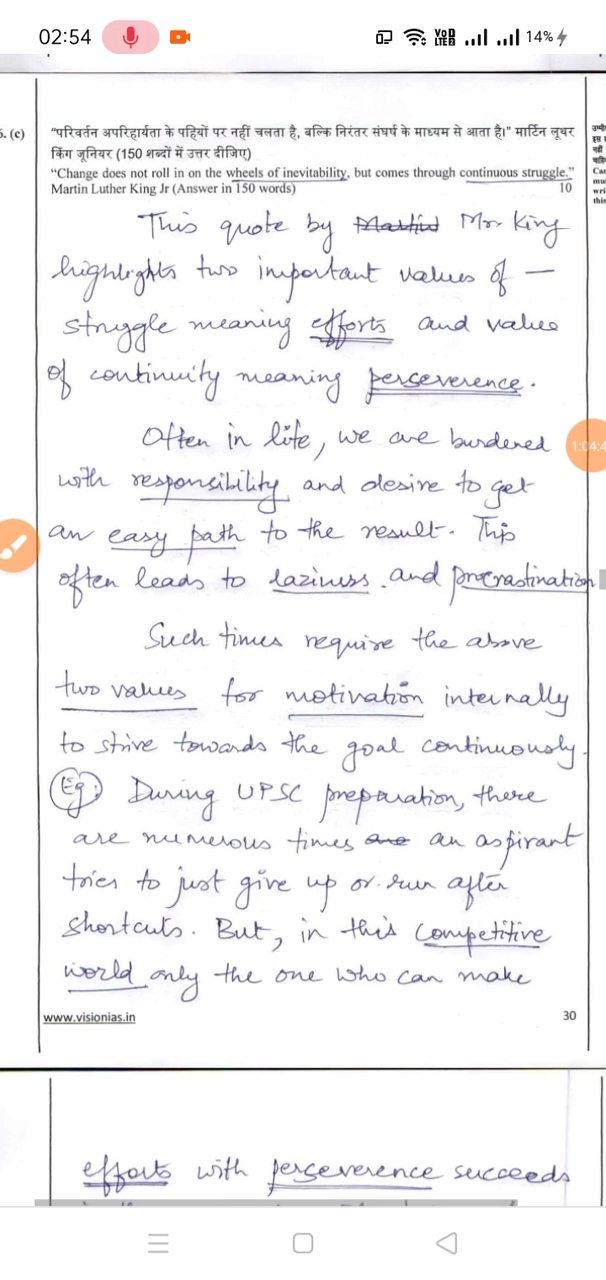 02:54
14%
5. (c)
"परिवर्तन अपरिहार्यता के पहियों पर नहीं चलता है, बल्कि निरंतर संघर्ष के माध्यम से आता है।" मार्टिन लूथर
किंग जूनियर (150 शब्दों में उत्तर दीजिए)
"Change does not roll in on the wheels of inevitability, but comes through continuous struggle."
Martin Luther King Jr (Answer in 150 words) 10
This quote by Mr. King
highlights two important values of —
struggle meaning efforts and value
of continuity meaning perseverence.
Often in life, we are burdened
with responsibility and desire to get
an easy path to the result. This
often leads to laziness and procrastination
Such times require the above
two values for motivation internally
to strive towards the goal continuously.
Eg: During UPSC preparation, there
are numerous times an aspirant
tries to just give up or run after
shortcuts. But, in this competitive
world only the one who can make
www.visionias.in 30
efforts with perseverence succeeds
1:04:4